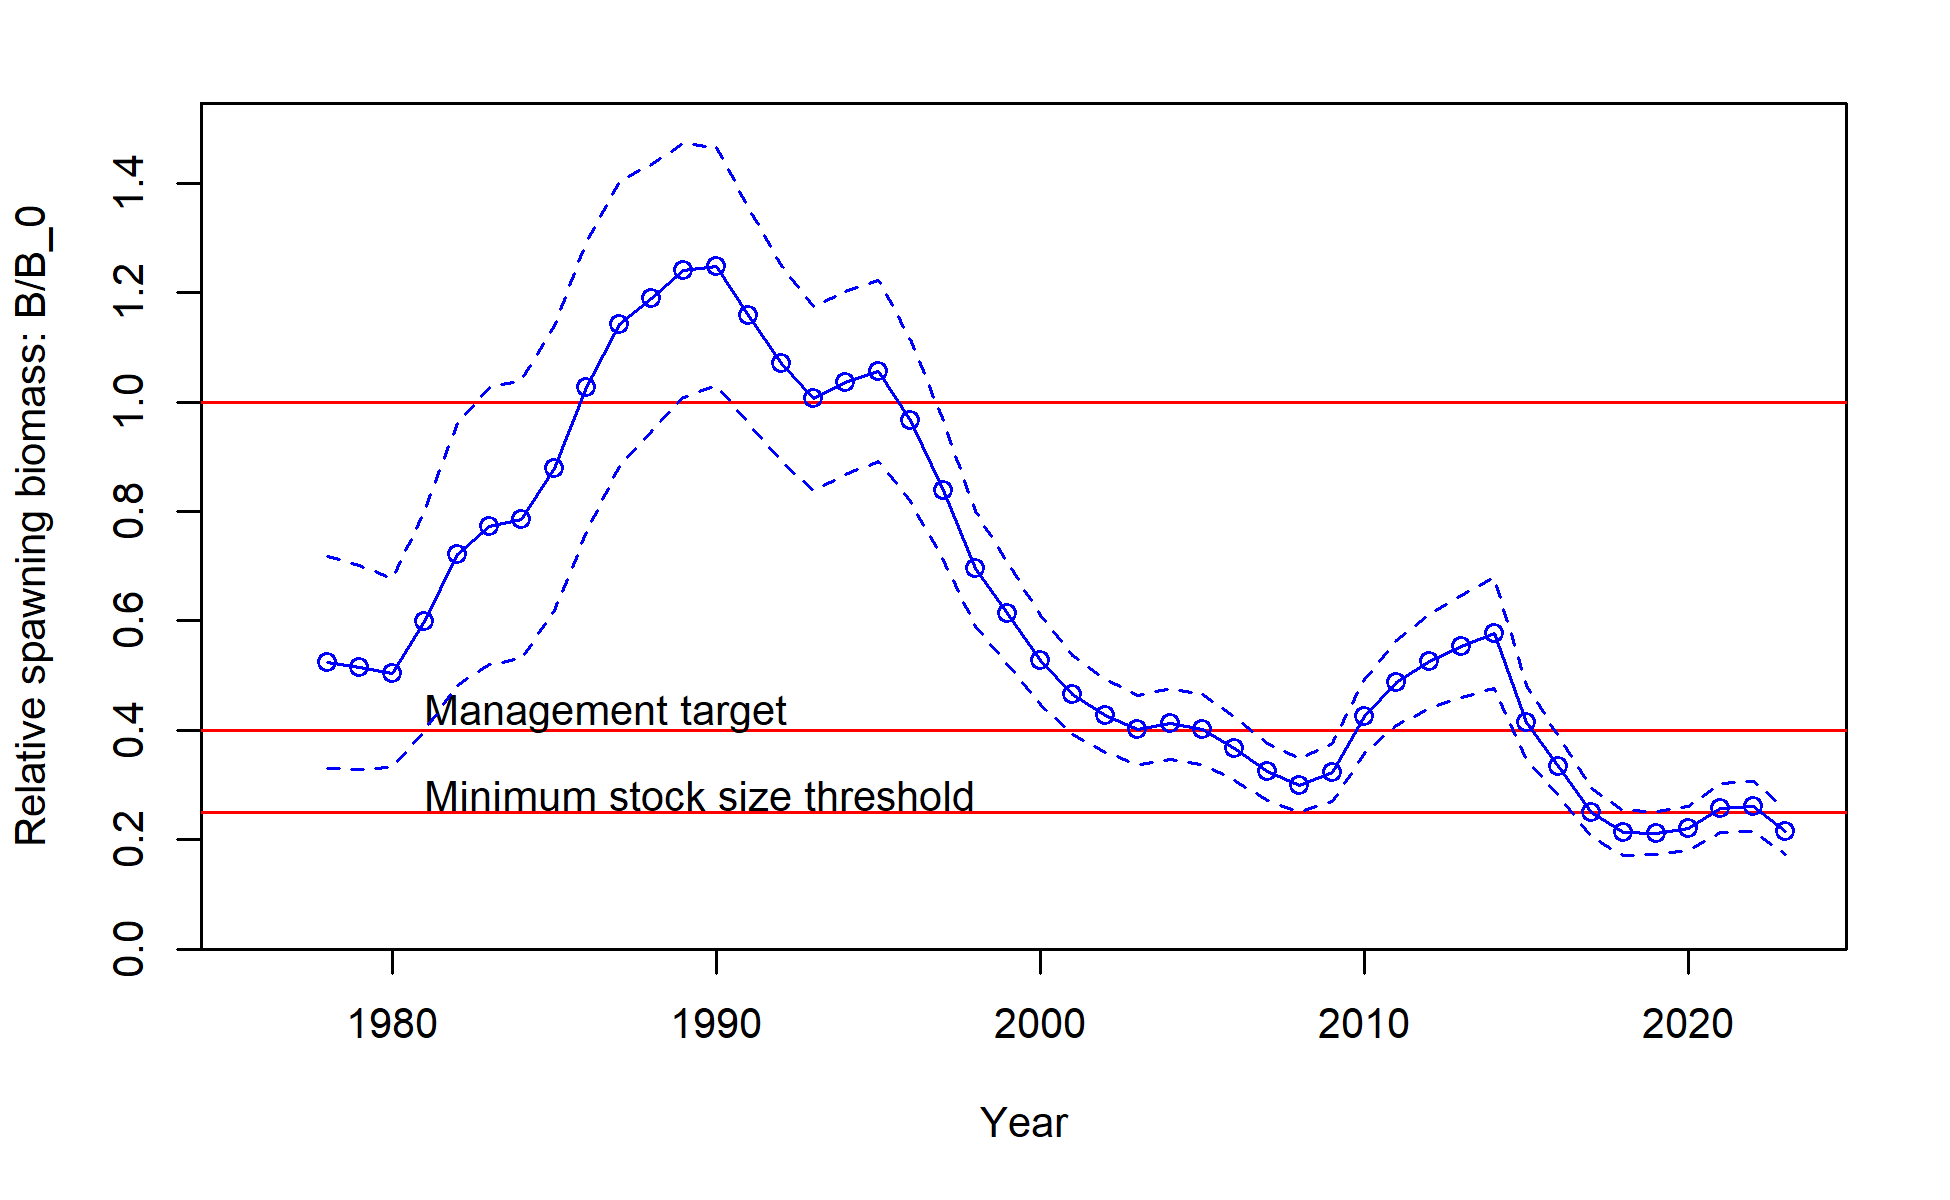 Relative spawning biomass: B/B_0
1.4
1.2
1.0
0.8
0.6
0.4
0.2
0.0
Management target
Minimum stock size threshold
1980 1990 2000 2010 2020
Year